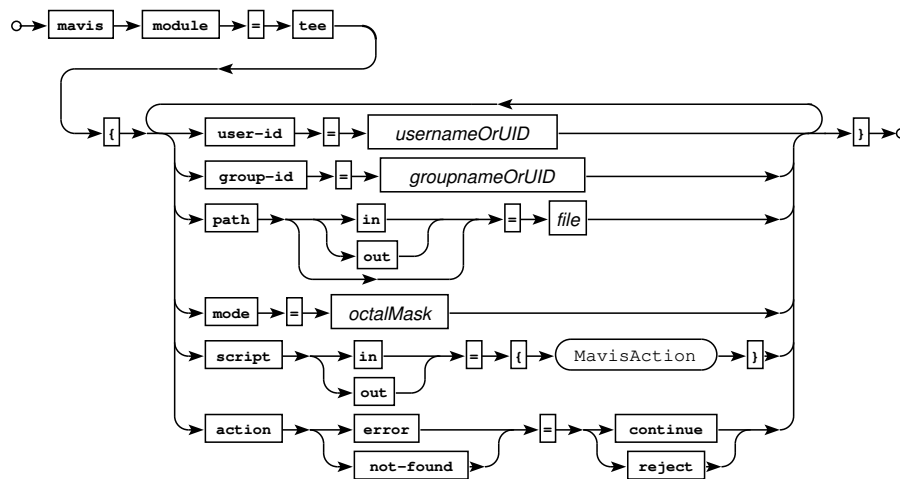 mavis module = tee
{ user-id = usernameOrUID }
group-id = groupnameOrUID
path in = file
out
mode = octalMask
script in = { MavisAction }
out
action error = continue
not-found reject